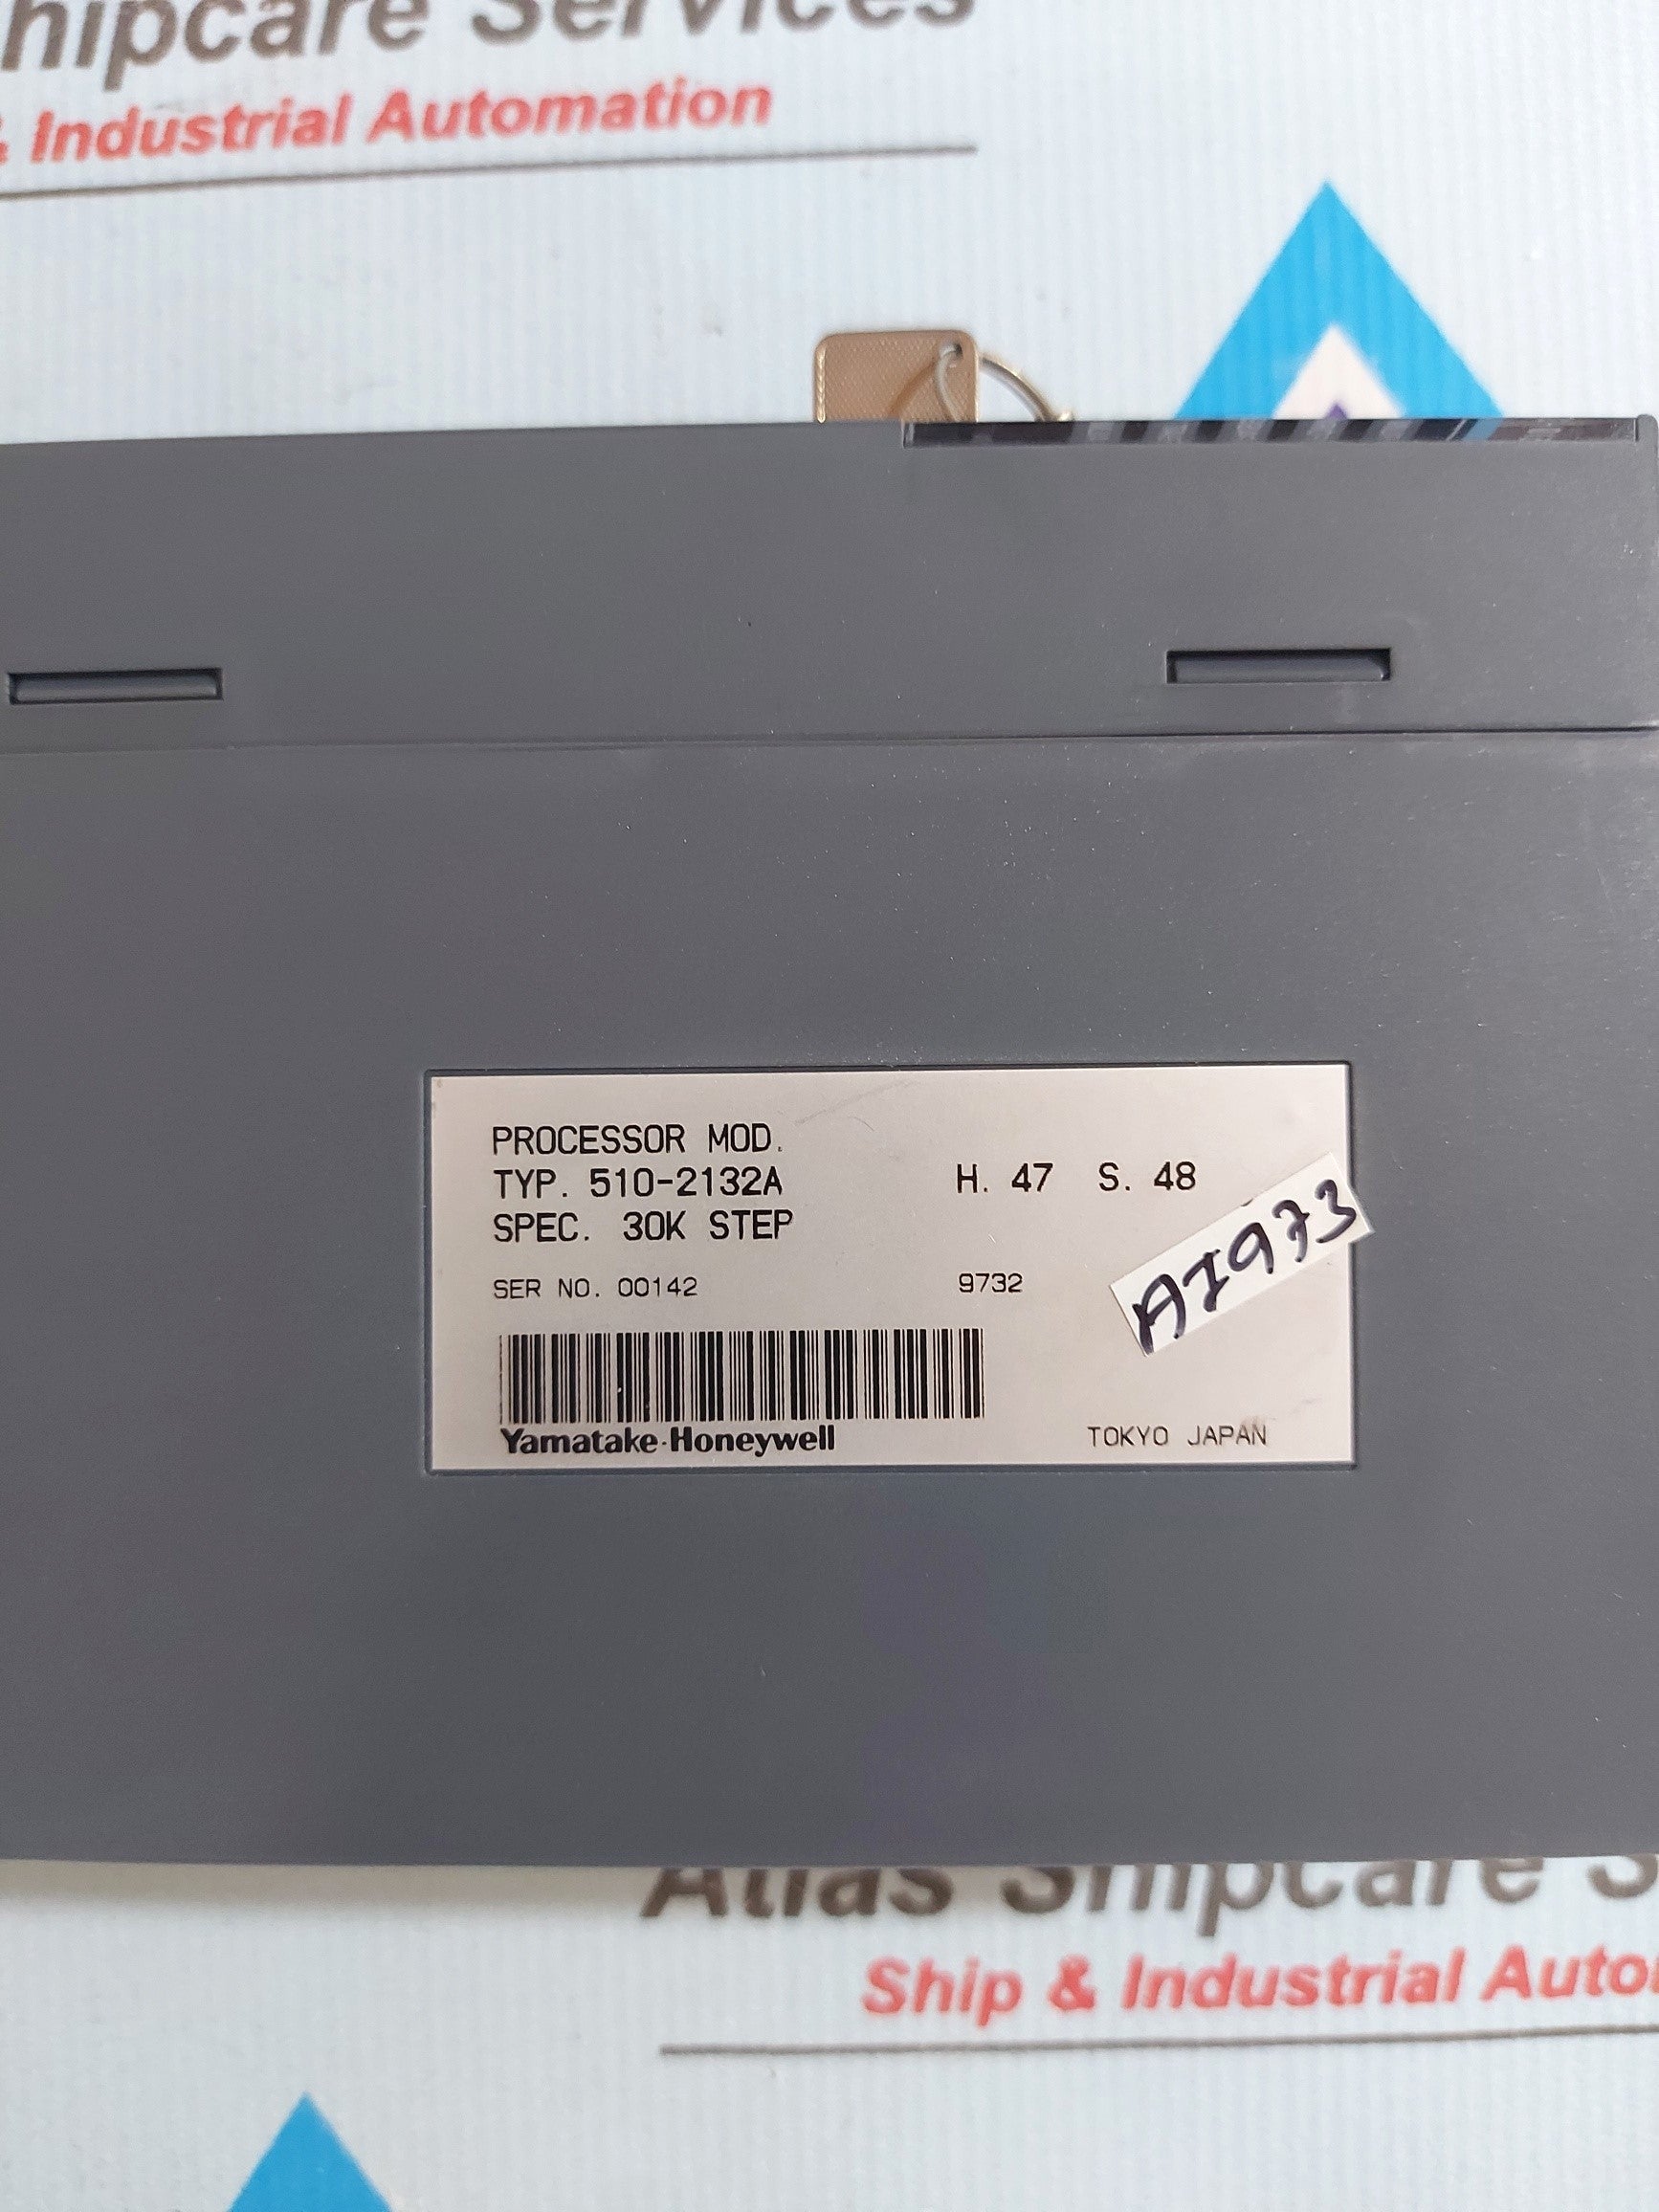 hipcare Services
& Industrial Automation
PROCESSOR MOD.
TYP. 510-2132A H. 47 S. 48
SPEC. 30K STEP
SER NO. 00142 9732
AI973
Yamatake-Honeywell TOKYO JAPAN
Atlas Shipcare S
Ship & Industrial Auto